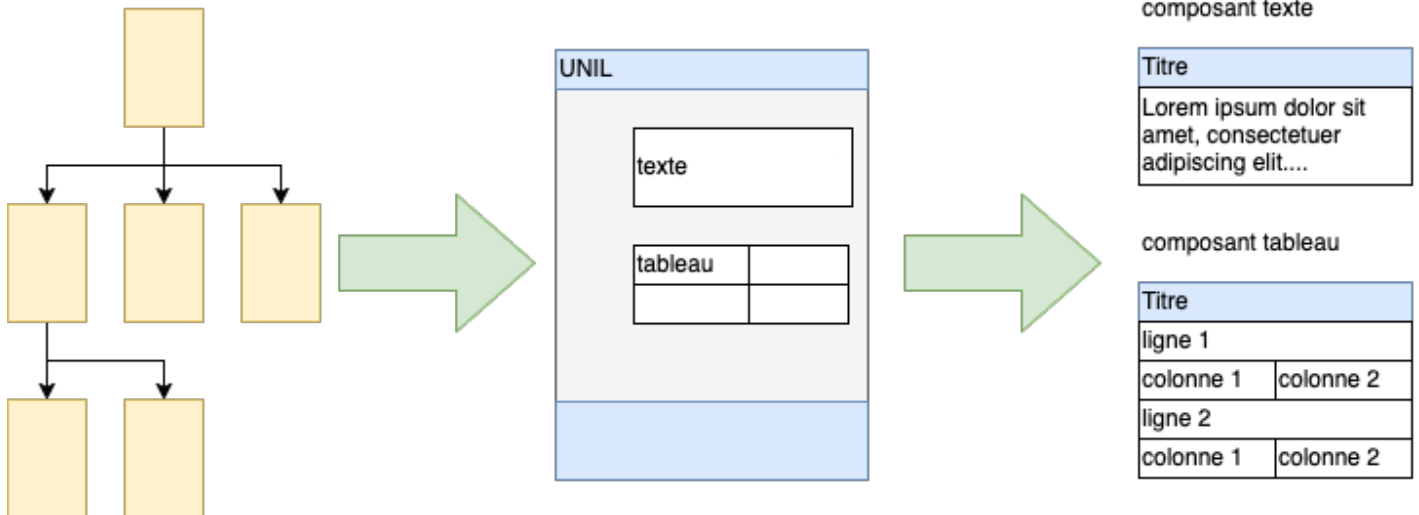 UNIL
texte
tableau
composant texte
Titre
Lorem ipsum dolor sit
amet, consectetuer
adipiscing elit....
composant tableau
Titre
ligne 1
colonne 1 colonne 2
ligne 2
colonne 1 colonne 2